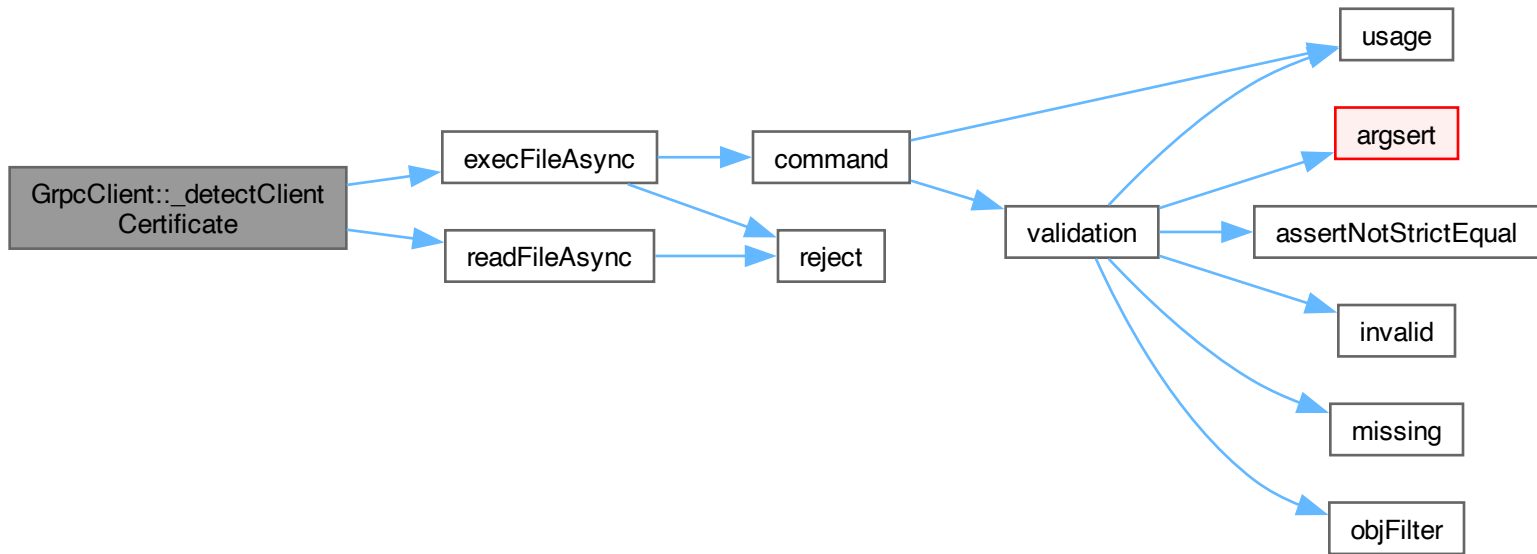 GrpcClient::_detectClient
Certificate
execFileAsync
readFileAsync
command
reject
validation
usage
argsert
assertNotStrictEqual
invalid
missing
objFilter